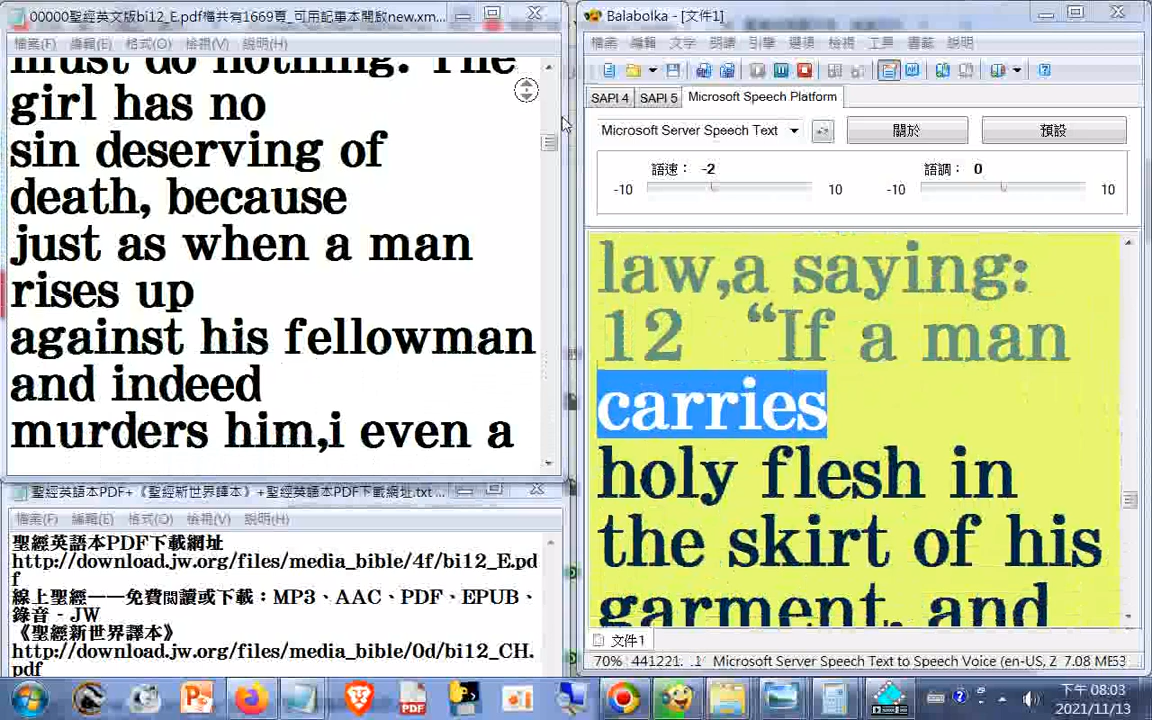 00000聖經英文版bi12_E.pdf檔共有1669頁_可用記事本開啟new.xm...
檔案(F) 編輯(E) 格式(O) 檢視(V) 說明(H)
must do nothing. The
girl has no
sin deserving of
death, because
just as when a man
rises up
against his fellowman
and indeed
murders him,i even a
聖經英語本PDF+《聖經新世界譯本》+聖經英語本PDF下載網址.txt ...
檔案(F) 編輯(E) 格式(O) 檢視(V) 說明(H)
聖經英語本PDF下載網址
http://download.jw.org/files/media_bible/4f/bi12_E.pd
f
線上聖經——免費閱讀或下載：MP3、AAC、PDF、EPUB、
錄音 - JW
《聖經新世界譯本》
http://download.jw.org/files/media_bible/0d/bi12_CH.
pdf
Balabolka - [文件1]
檔案 編輯 文字 朗讀 引擎 選項 檢視 工具 書籤 說明
SAPI 4 SAPI 5 Microsoft Speech Platform
Microsoft Server Speech Text 關於 預設
語速： -2 語調： 0
-10 10 -10 10
law,a saying:
12 “If a man
carries
holy flesh in
the skirt of his
garment, and
文件1
70% 441221. Microsoft Server Speech Text to Speech Voice (en-US, Z 7.08 ME53
PDF
下午 08:03
2021/11/13